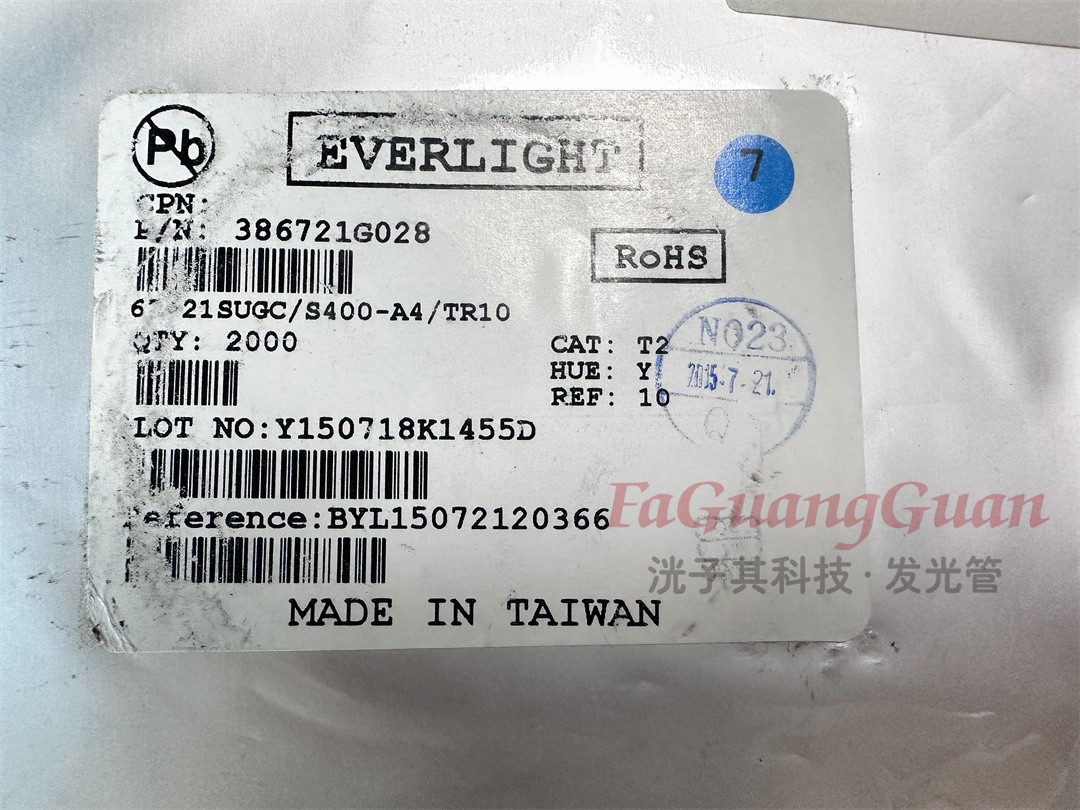 Pb
EVERLIGHT
7
CPN:
P/N: 386721G028
RoHS
21SUGC/S400-A4/TR10
QTY: 2000
CAT: T2
HUE: Y
REF: 10
NO23
2015-7-21.
Q
LOT NO:Y150718K1455D
Reference:BYL15072120366
FaGuangGuan
洸子其科技·发光管
MADE IN TAIWAN